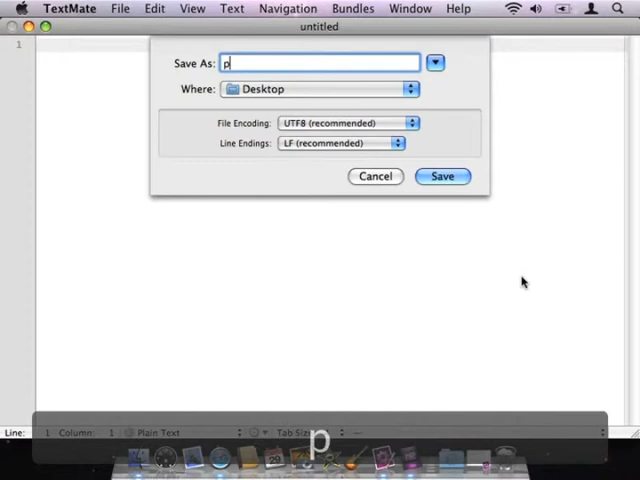 TextMate File Edit View Text Navigation Bundles Window Help
untitled
1
Save As: p
Where: Desktop
File Encoding: UTF8 (recommended)
Line Endings: LF (recommended)
Cancel Save
Line: 1 Column: 1 Plain Text Tab Size:
p
29